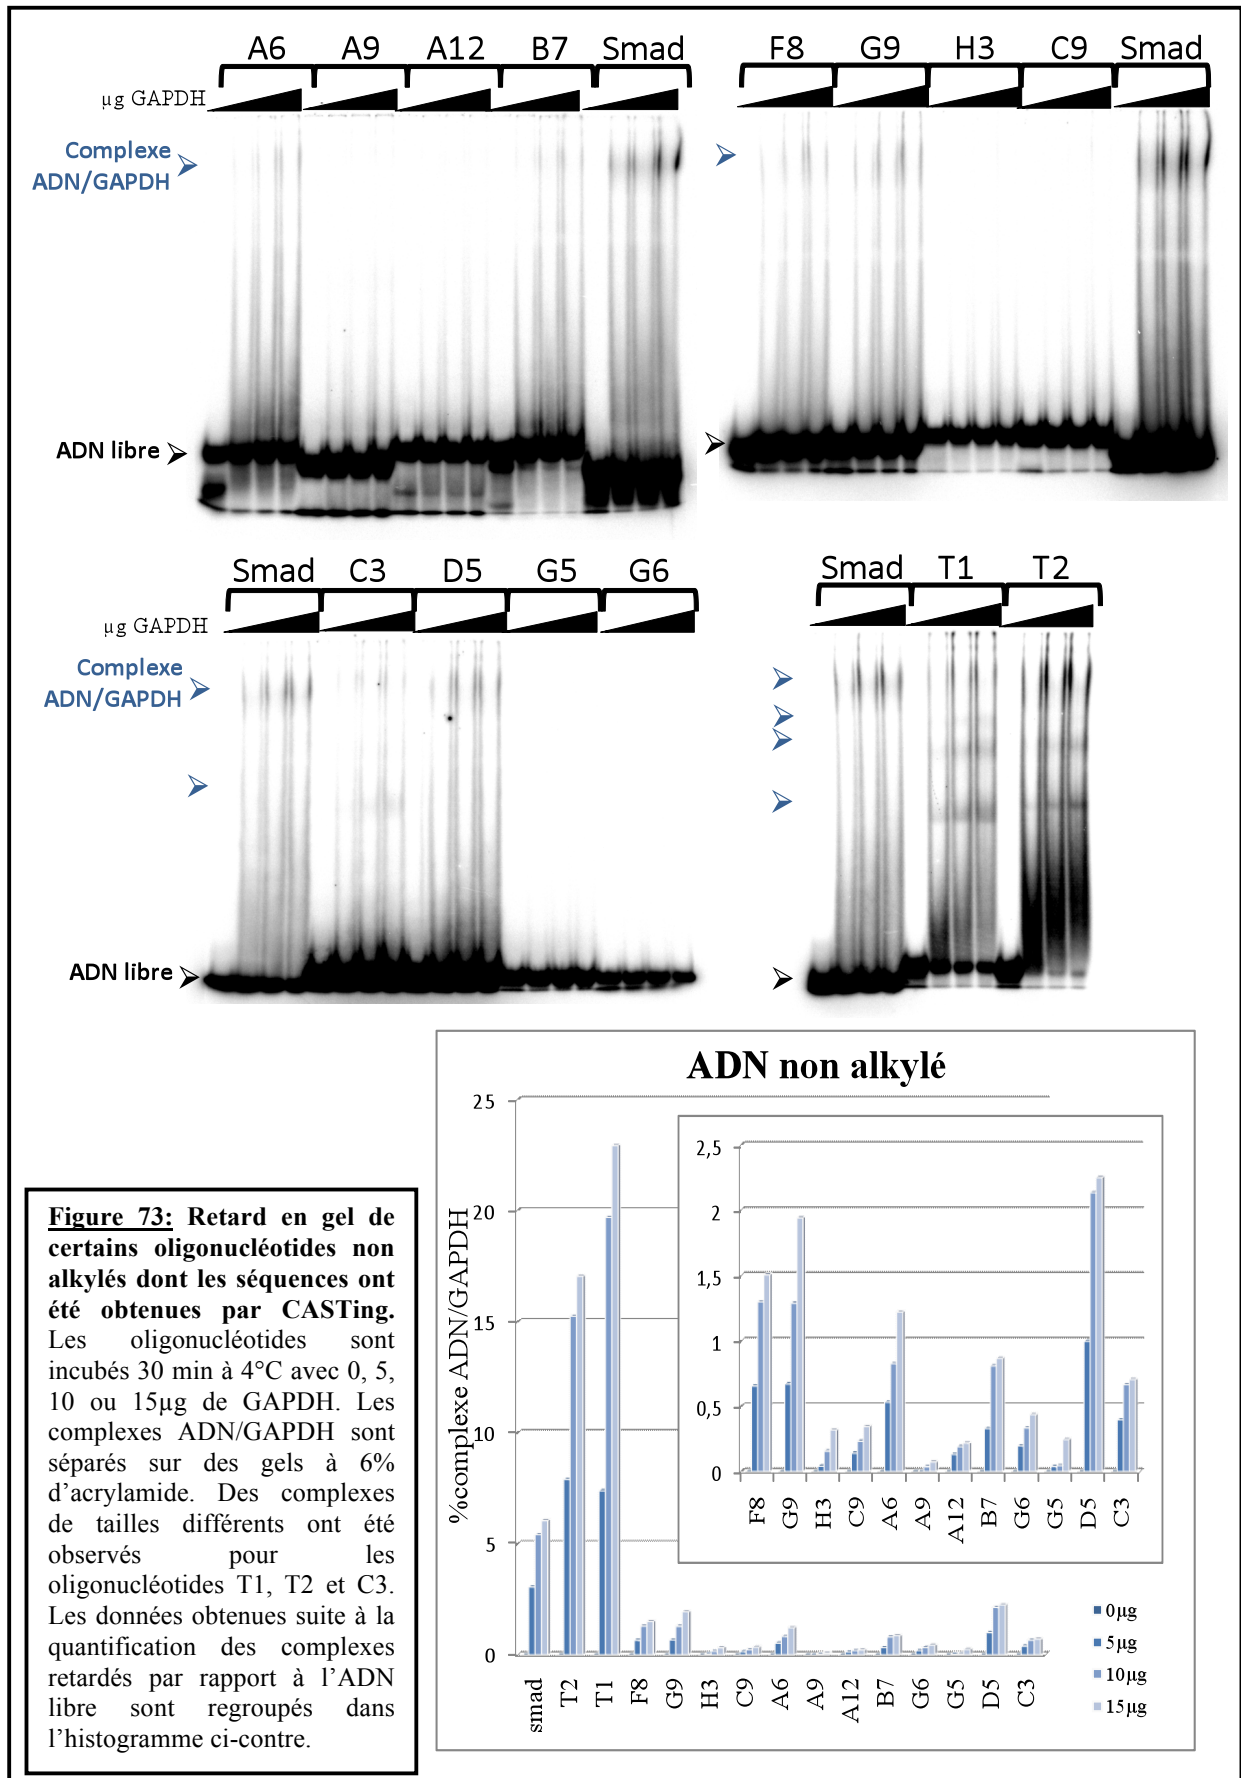 A6 A9 A12 B7 Smad
µg GAPDH
Complexe
ADN/GAPDH
ADN libre
F8 G9 H3 C9 Smad
Smad C3 D5 G5 G6
µg GAPDH
Complexe
ADN/GAPDH
ADN libre
Smad T1 T2
Figure 73: Retard en gel de
certains oligonucléotides non
alkylés dont les séquences ont
été obtenues par CASTing.
Les oligonucléotides sont
incubés 30 min à 4°C avec 0, 5,
10 ou 15µg de GAPDH. Les
complexes ADN/GAPDH sont
séparés sur des gels à 6%
d’acrylamide. Des complexes
de tailles différents ont été
observés pour les
oligonucléotides T1, T2 et C3.
Les données obtenues suite à la
quantification des complexes
retardés par rapport à l’ADN
libre sont regroupés dans
l’histogramme ci-contre.
ADN non alkylé
%complexe ADN/GAPDH
25
20
15
10
5
0
smad T2 T1 F8 G9 H3 C9 A6 A9 A12 B7 G6 G5 D5 C3
2,5
2
1,5
1
0,5
0
F8 G9 H3 C9 A6 A9 A12 B7 G6 G5 D5 C3
0µg
5µg
10µg
15µg